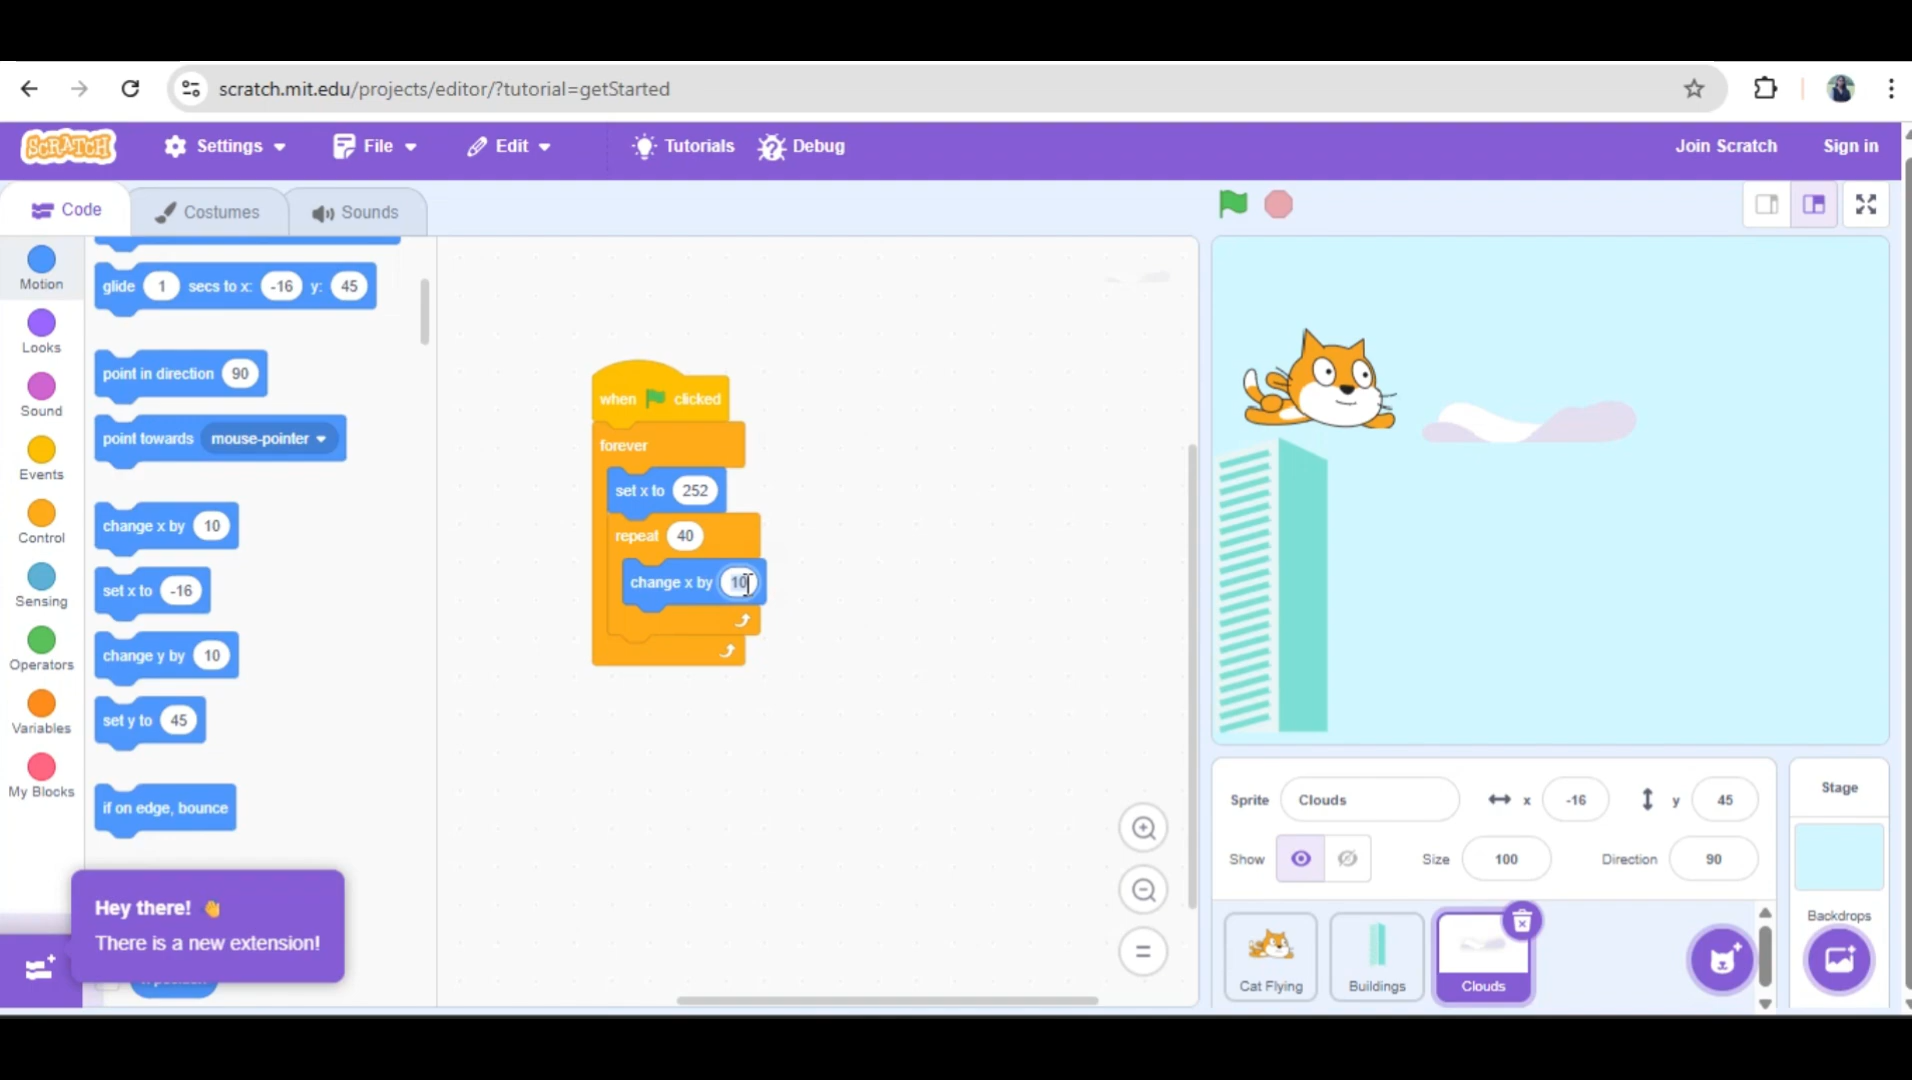 scratch.mit.edu/projects/editor/?tutorial=getStarted
SCRATCH
Settings
File
Edit
Tutorials
Debug
Join Scratch
Sign in
Code
Costumes
Sounds
Motion
Looks
Sound
Events
Control
Sensing
Operators
Variables
My Blocks
glide 1 secs to x: -16 y: 45
point in direction 90
point towards mouse-pointer
change x by 10
set x to -16
change y by 10
set y to 45
if on edge, bounce
Hey there! 👋
There is a new extension!
when clicked
forever
set x to 252
repeat 40
change x by 10
Sprite Clouds x -16 y 45
Show Size 100 Direction 90
Cat Flying
Buildings
Clouds
Stage
Backdrops